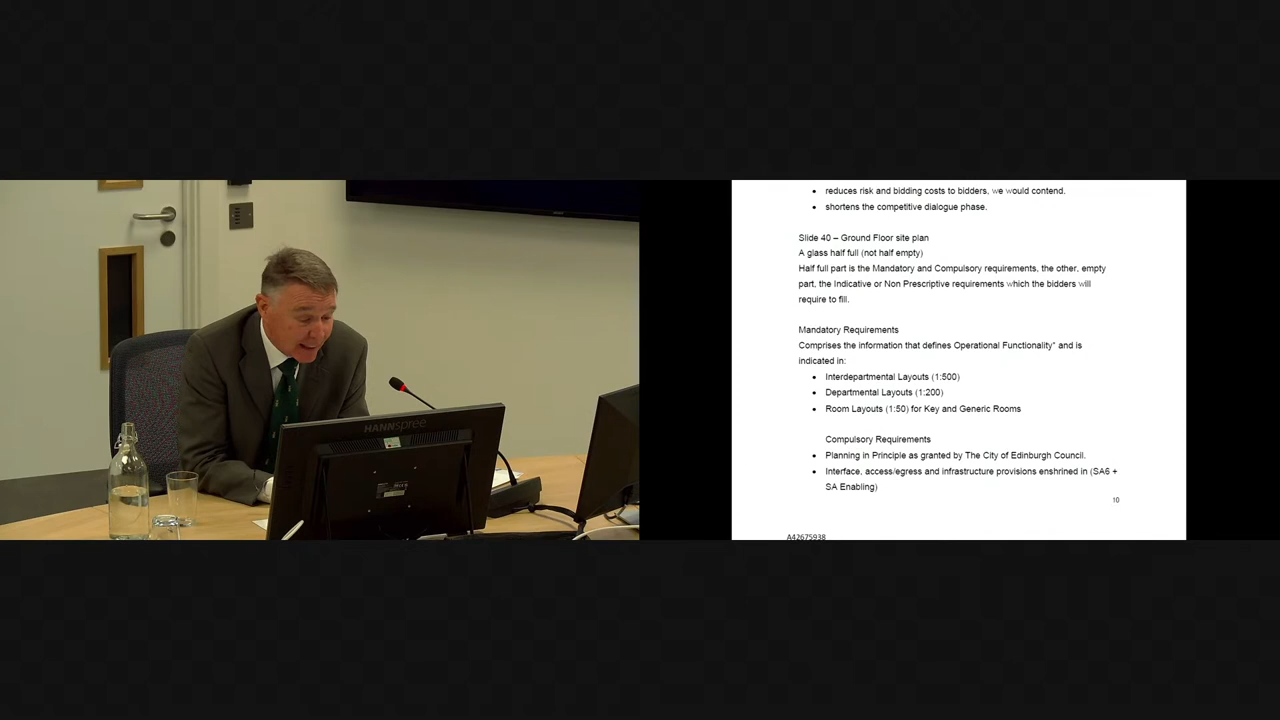 reduces risk and bidding costs to bidders, we would contend.
shortens the competitive dialogue phase.
Slide 40 – Ground Floor site plan
A glass half full (not half empty)
Half full part is the Mandatory and Compulsory requirements, the other, empty
part, the Indicative or Non Prescriptive requirements which the bidders will
require to fill.
Mandatory Requirements
Comprises the information that defines Operational Functionality* and is
indicated in:
Interdepartmental Layouts (1:500)
Departmental Layouts (1:200)
Room Layouts (1:50) for Key and Generic Rooms
Compulsory Requirements
Planning in Principle as granted by The City of Edinburgh Council.
Interface, access/egress and infrastructure provisions enshrined in (SA6 +
SA Enabling)
10
A42675938
HANNspree